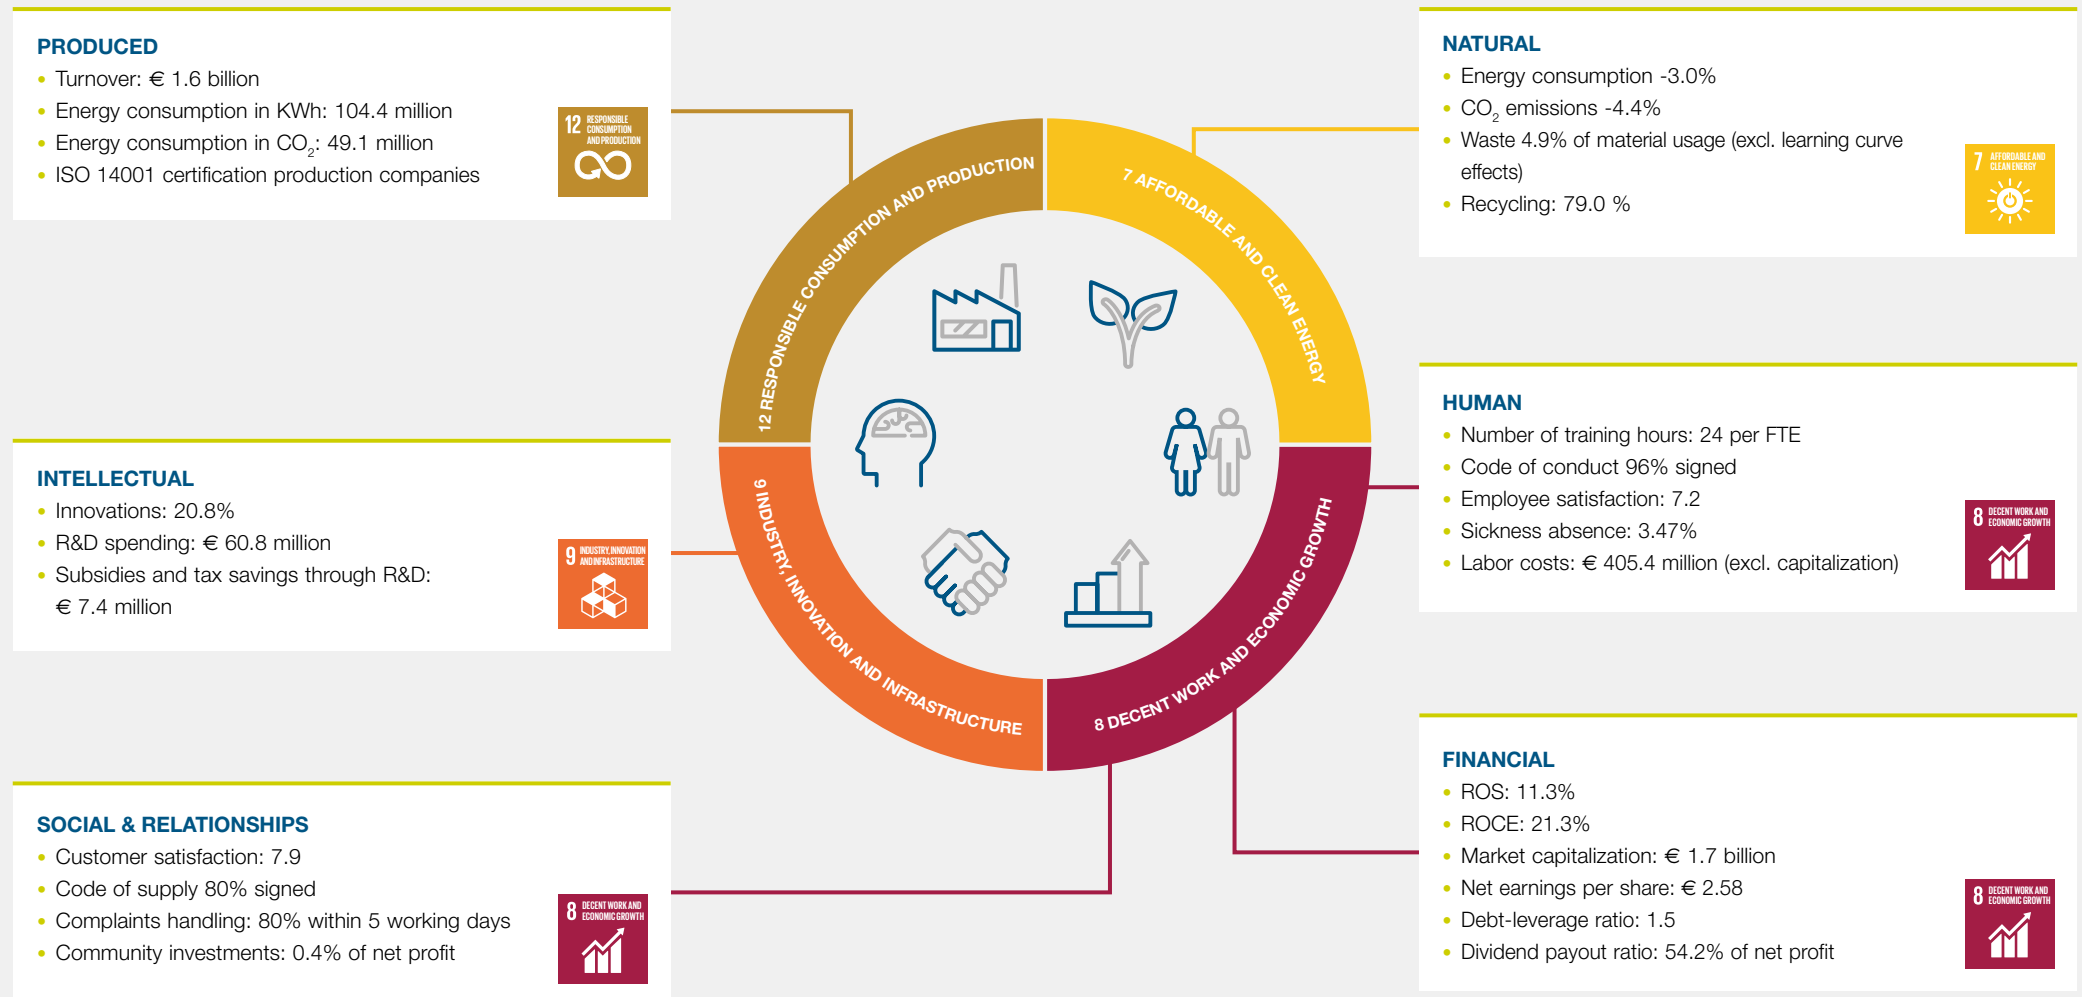 PRODUCED
• Turnover: € 1.6 billion
• Energy consumption in KWh: 104.4 million
• Energy consumption in CO₂: 49.1 million
• ISO 14001 certification production companies
12 RESPONSIBLE
CONSUMPTION
AND PRODUCTION
INTELLECTUAL
• Innovations: 20.8%
• R&D spending: € 60.8 million
• Subsidies and tax savings through R&D:
€ 7.4 million
9 INDUSTRY, INNOVATION
AND INFRASTRUCTURE
SOCIAL & RELATIONSHIPS
• Customer satisfaction: 7.9
• Code of supply 80% signed
• Complaints handling: 80% within 5 working days
• Community investments: 0.4% of net profit
8 DECENT WORK AND
ECONOMIC GROWTH
12 RESPONSIBLE CONSUMPTION AND PRODUCTION
7 AFFORDABLE AND CLEAN ENERGY
9 INDUSTRY, INNOVATION AND INFRASTRUCTURE
8 DECENT WORK AND ECONOMIC GROWTH
NATURAL
• Energy consumption -3.0%
• CO₂ emissions -4.4%
• Waste 4.9% of material usage (excl. learning curve
effects)
• Recycling: 79.0 %
7 AFFORDABLE AND
CLEAN ENERGY
HUMAN
• Number of training hours: 24 per FTE
• Code of conduct 96% signed
• Employee satisfaction: 7.2
• Sickness absence: 3.47%
• Labor costs: € 405.4 million (excl. capitalization)
8 DECENT WORK AND
ECONOMIC GROWTH
FINANCIAL
• ROS: 11.3%
• ROCE: 21.3%
• Market capitalization: € 1.7 billion
• Net earnings per share: € 2.58
• Debt-leverage ratio: 1.5
• Dividend payout ratio: 54.2% of net profit
8 DECENT WORK AND
ECONOMIC GROWTH